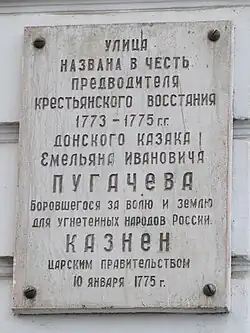 УЛИЦА
НАЗВАНА В ЧЕСТЬ
ПРЕДВОДИТЕЛЯ
КРЕСТЬЯНСКОГО ВОССТАНИЯ
1773 – 1775 г.г.
ДОНСКОГО КАЗАКА
ЕМЕЛЬЯНА ИВАНОВИЧА
ПУГАЧЕВА
БОРОВШЕГОСЯ ЗА ВОЛЮ И ЗЕМЛЮ
ДЛЯ УГНЕТЕННЫХ НАРОДОВ РОССИИ.
КАЗНЕН
ЦАРСКИМ ПРАВИТЕЛЬСТВОМ
10 ЯНВАРЯ 1775 г.